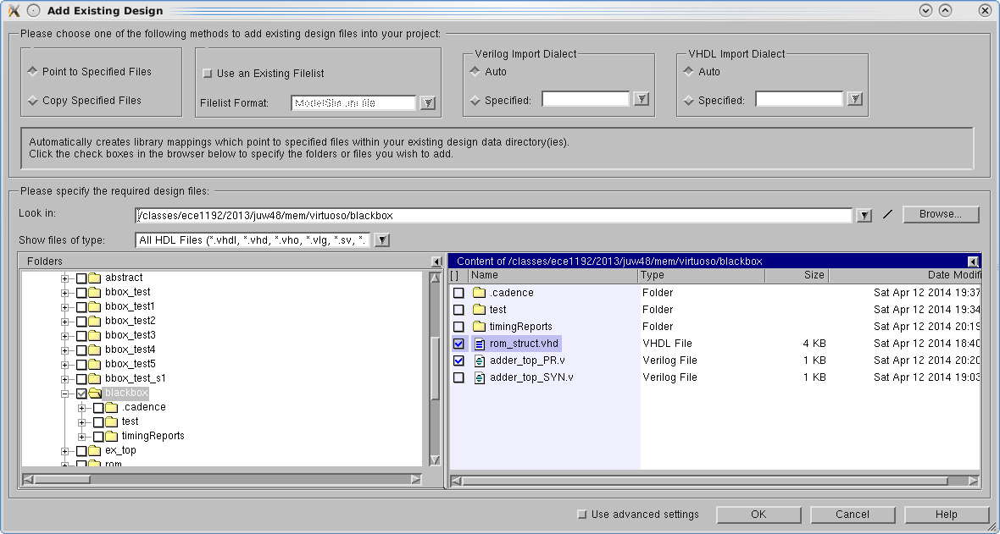 Add Existing Design
Please choose one of the following methods to add existing design files into your project:
Point to Specified Files
Copy Specified Files
Use an Existing Filelist
Filelist Format: ModelSim .ini file
Verilog Import Dialect
Auto
Specified:
VHDL Import Dialect
Auto
Specified:
Automatically creates library mappings which point to specified files within your existing design data directory(ies).
Click the check boxes in the browser below to specify the folders or files you wish to add.
Please specify the required design files:
Look in: /classes/ece1192/2013/juw48/mem/virtuoso/blackbox Browse...
Show files of type: All HDL Files (*.vhdl, *.vhd, *.vho, *.vlg, *.sv, *.
Folders
abstract
bbox_test
bbox_test1
bbox_test2
bbox_test3
bbox_test4
bbox_test5
bbox_test_s1
blackbox
.cadence
test
timingReports
ex_top
rom
Content of /classes/ece1192/2013/juw48/mem/virtuoso/blackbox
[ ] Name Type Size Date Modifi
.cadence Folder Sat Apr 12 2014 19:37
test Folder Sat Apr 12 2014 19:34
timingReports Folder Sat Apr 12 2014 20:19
rom_struct.vhd VHDL File 4 KB Sat Apr 12 2014 18:40
adder_top_PR.v Verilog File 1 KB Sat Apr 12 2014 20:20
adder_top_SYN.v Verilog File 1 KB Sat Apr 12 2014 19:03
Use advanced settings OK Cancel Help